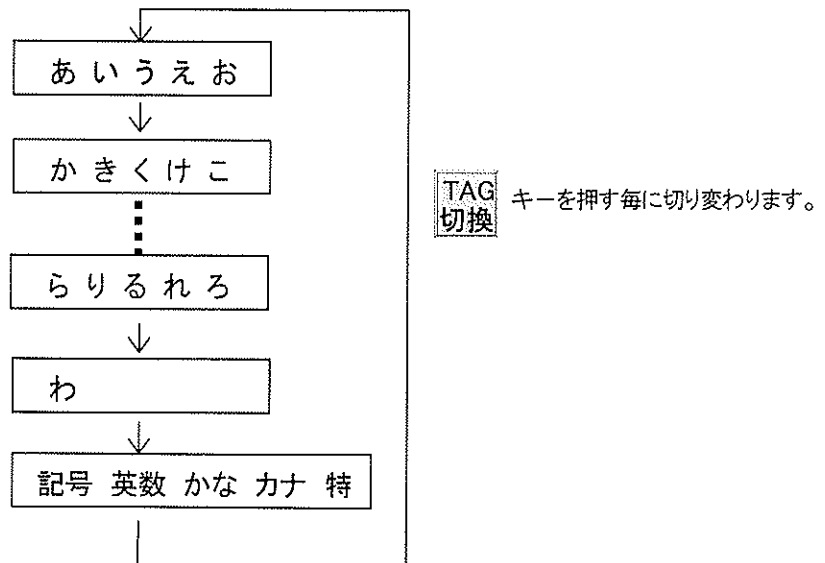 あ い う え お
か き く け こ
ら り る れ ろ
わ
記号 英数 かな カナ 特
TAG
切換 キーを押す毎に切り変わります。